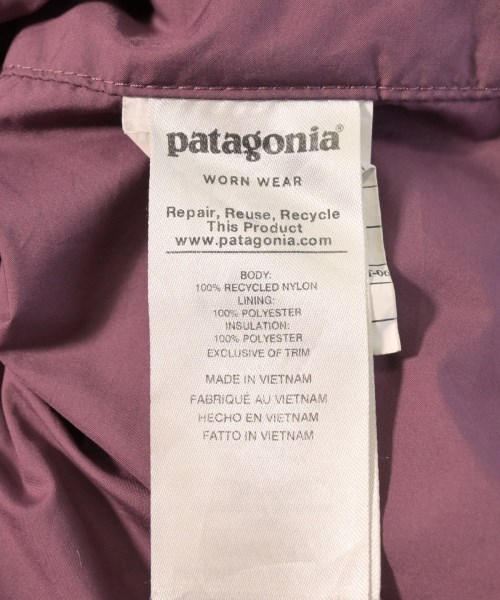 patagonia®
WORN WEAR
Repair, Reuse, Recycle
This Product
www.patagonia.com
BODY:
100% RECYCLED NYLON
LINING:
100% POLYESTER
INSULATION:
100% POLYESTER
EXCLUSIVE OF TRIM
MADE IN VIETNAM
FABRIQUÉ AU VIETNAM
HECHO EN VIETNAM
FATTO IN VIETNAM